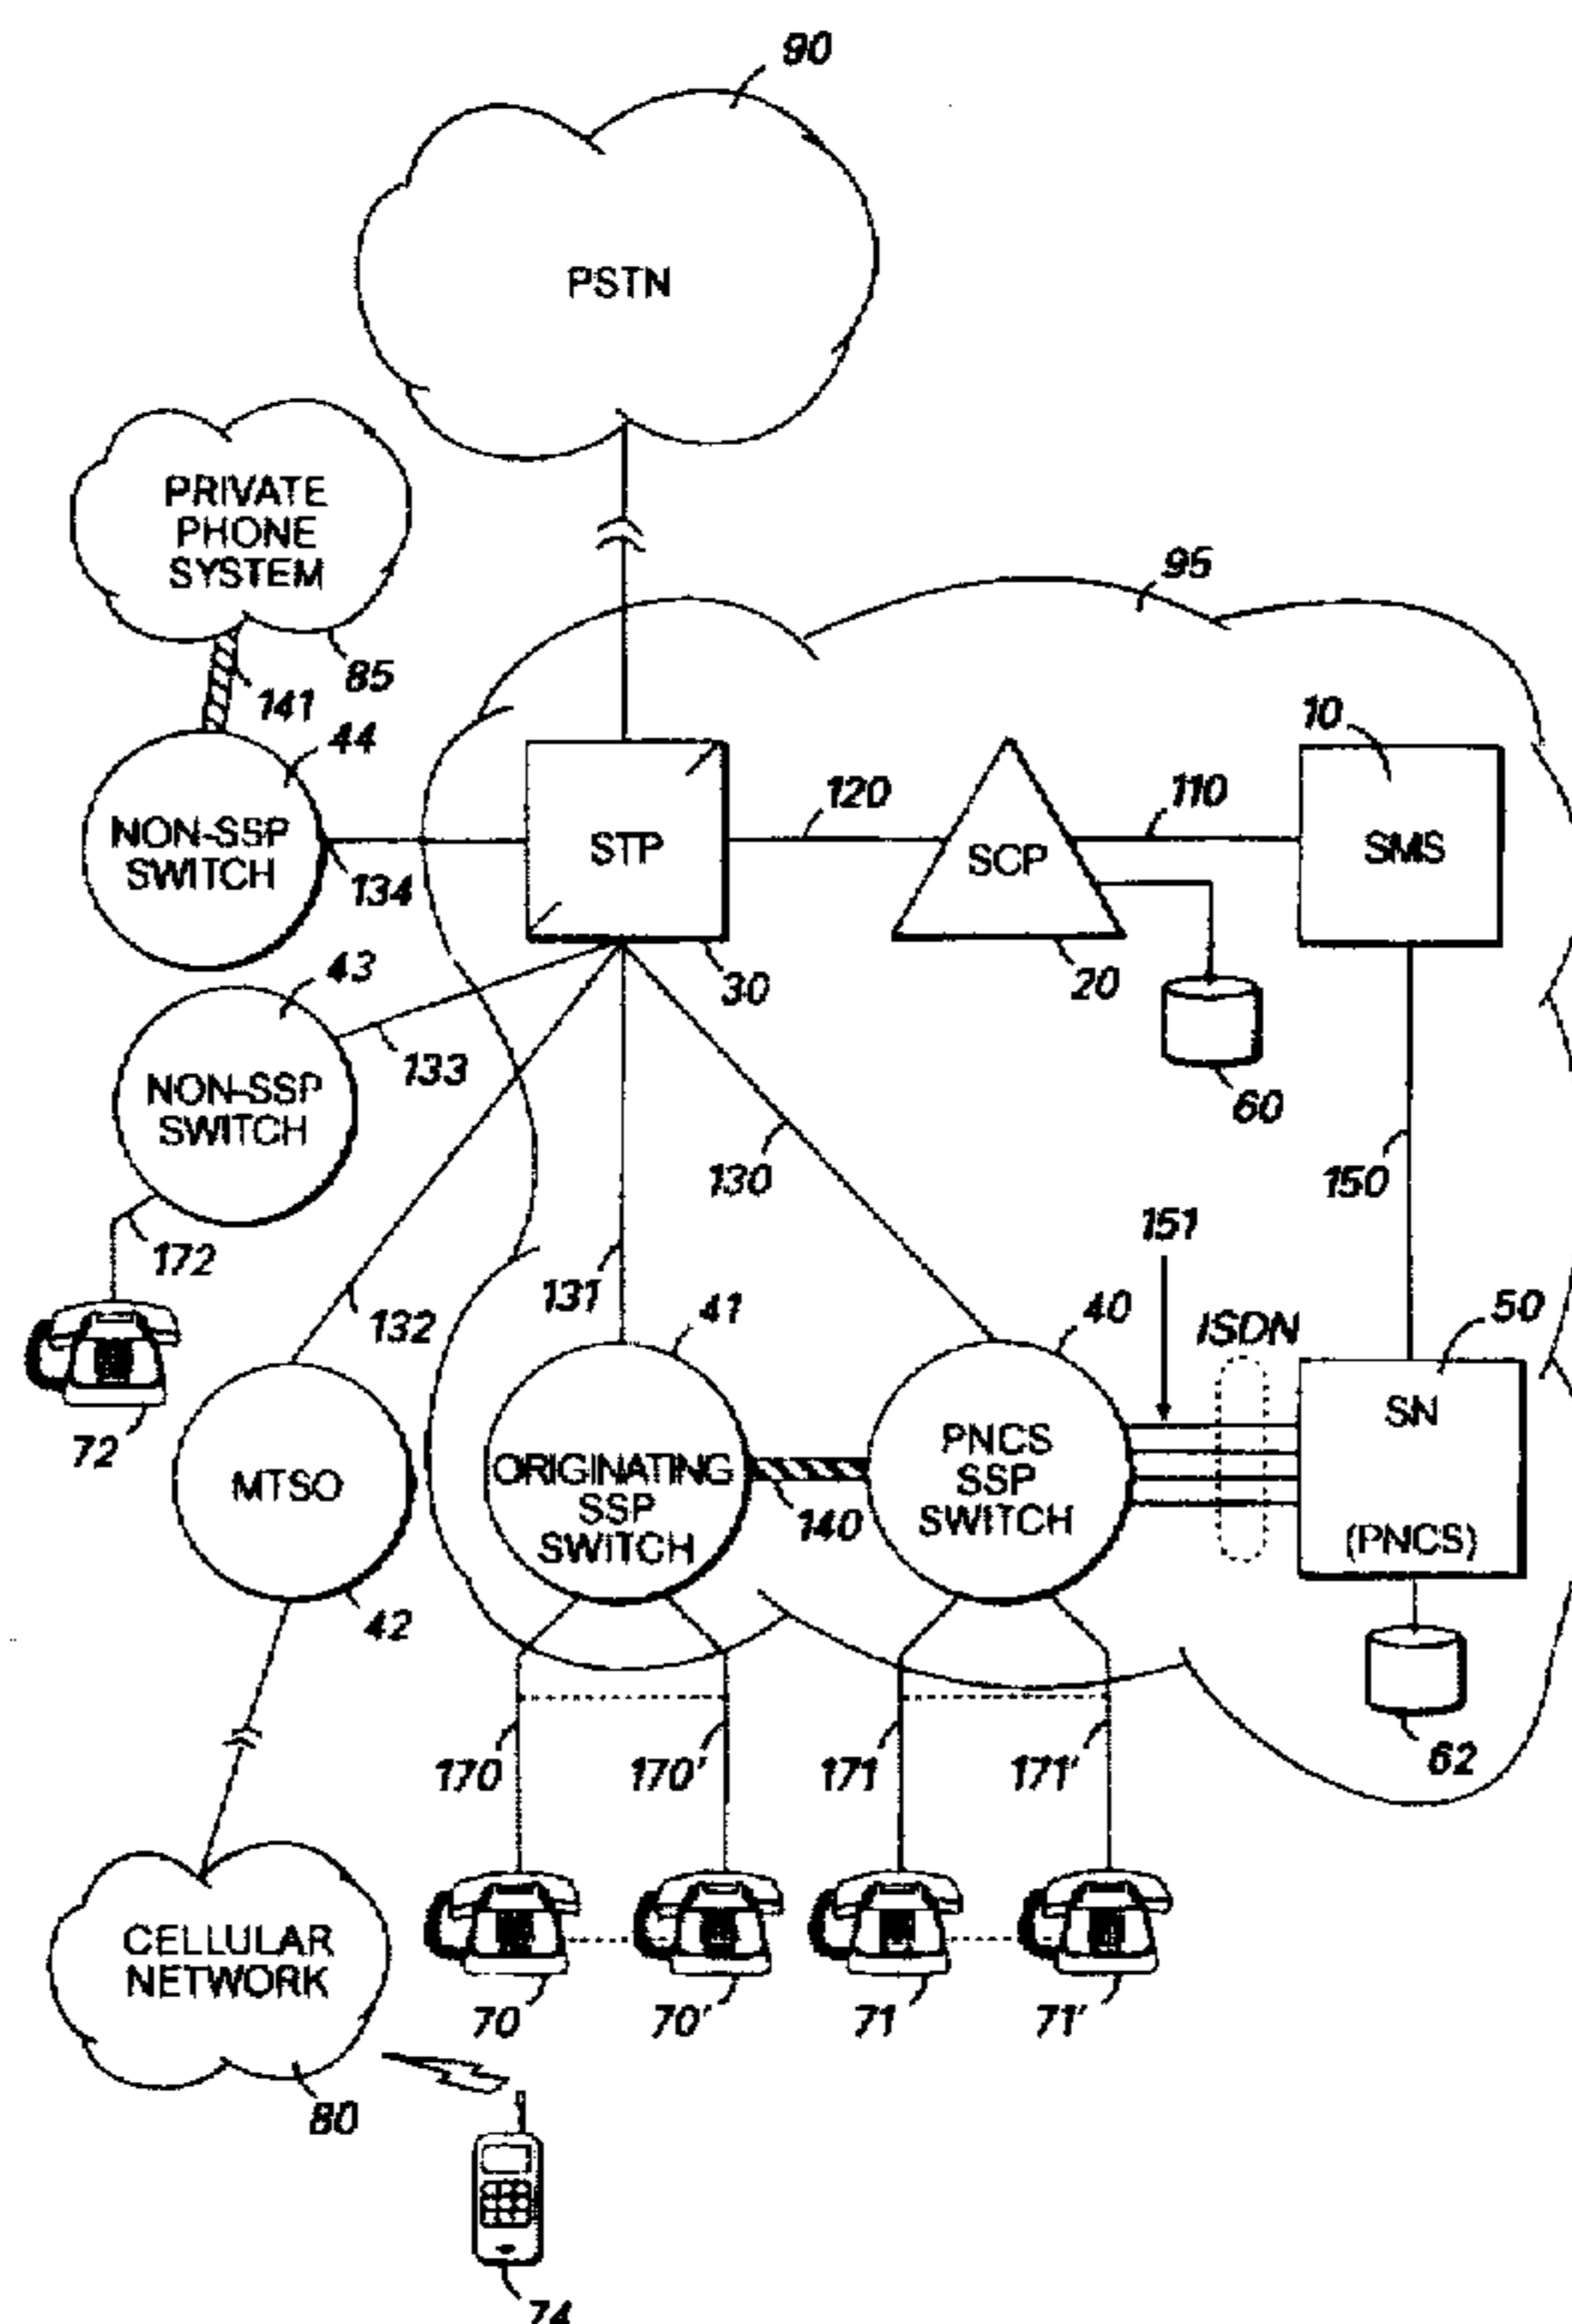 90
PSTN
PRIVATE
PHONE
SYSTEM
85
141
95
44
10
NON-SSP
SWITCH
134
STP
120
SCP
110
SMS
30
20
60
43
NON-SSP
SWITCH
133
172
72
130
150
151
132
131
41
40
ISDN
50
MTSO
42
ORIGINATING
SSP
SWITCH
140
PNCS
SSP
SWITCH
SN
(PNCS)
62
170
170'
171
171'
CELLULAR
NETWORK
80
70
70'
71
71'
74